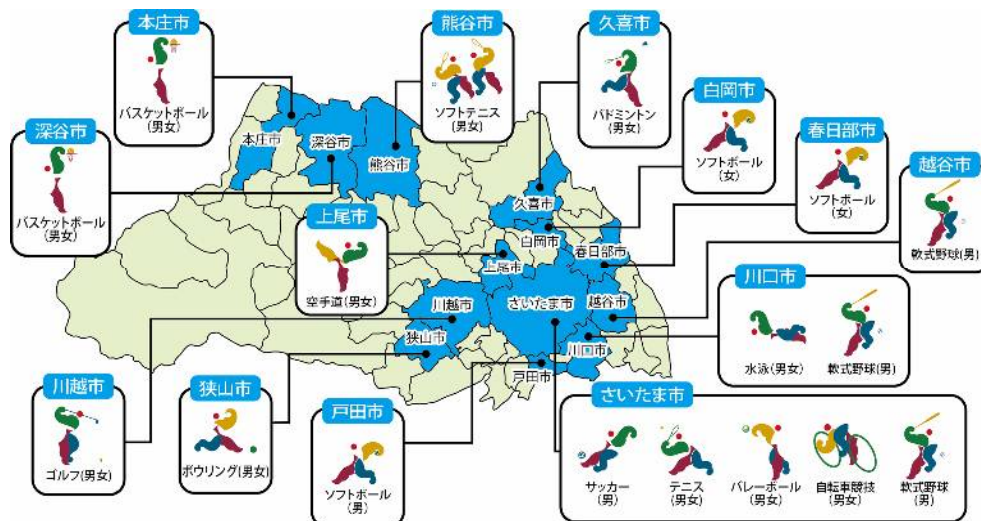 本庄市
バスケットボール
(男女)
熊谷市
ソフトテニス
(男女)
久喜市
バドミントン
(男女)
白岡市
ソフトボール
(女)
春日部市
ソフトボール
(女)
越谷市
軟式野球(男)
深谷市
バスケットボール
(男女)
上尾市
空手道(男女)
川口市
水泳(男女)
軟式野球(男)
本庄市
深谷市
熊谷市
久喜市
白岡市
春日部市
上尾市
川越市
さいたま市
越谷市
狭山市
川口市
戸田市
川越市
ゴルフ(男女)
狭山市
ボウリング(男女)
戸田市
ソフトボール
(男)
さいたま市
サッカー
(男)
テニス
(男女)
バレーボール
(男女)
自転車競技
(男女)
軟式野球
(男)